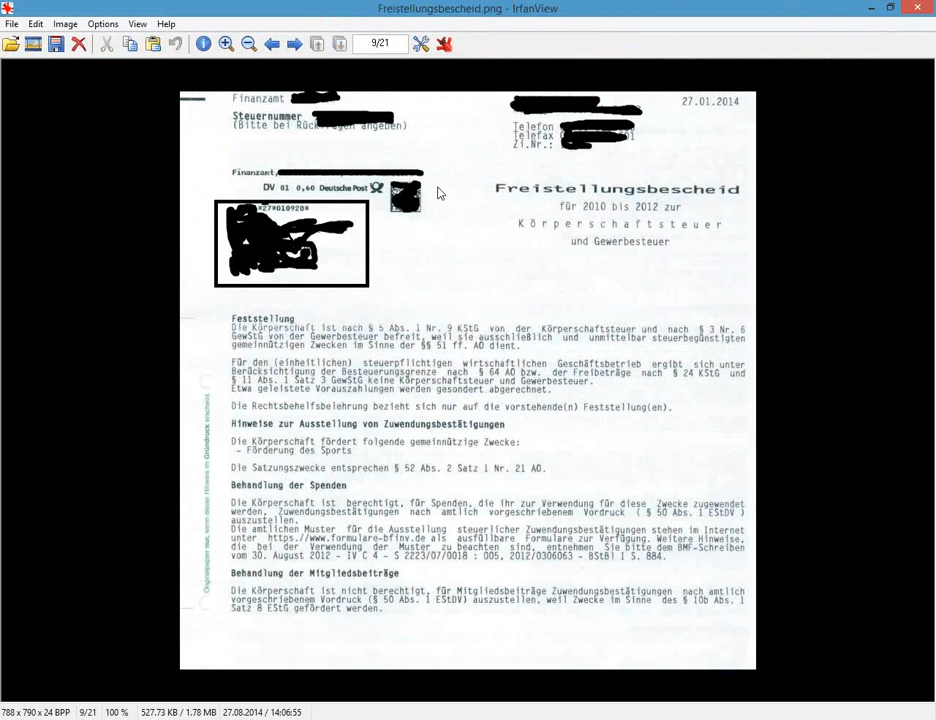 Freistellungsbescheid.png - IrfanView
File Edit Image Options View Help
9/21
Finanzamt
27.01.2014
Steuernummer
(Bitte bei angeben)
Telefon
Telefax
Zi.Nr.:
Finanzamt,
DV 01 0,60 Deutsche Post
*27*010920*
Freistellungsbescheid
für 2010 bis 2012 zur
Körperschaftsteuer
und Gewerbesteuer
Feststellung
Die Körperschaft ist nach § 5 Abs. 1 Nr. 9 KStG von der Körperschaftsteuer und nach § 3 Nr. 6
GewStG von der Gewerbesteuer befreit, weil sie ausschließlich und unmittelbar steuerbegünstigten
gemeinnützigen Zwecken im Sinne der §§ 51 ff. AO dient.
Für den (einheitlichen) steuerpflichtigen wirtschaftlichen Geschäftsbetrieb ergibt sich unter
Berücksichtigung der Besteuerungsgrenze nach § 64 AO bzw. der Freibeträge nach § 24 KStG und
§ 11 Abs. 1 Satz 3 GewStG keine Körperschaftsteuer und Gewerbesteuer.
Etwa geleistete Vorauszahlungen werden gesondert abgerechnet.
Die Rechtsbehelfsbelehrung bezieht sich nur auf die vorstehende(n) Feststellung(en).
Hinweise zur Ausstellung von Zuwendungsbestätigungen
Die Körperschaft fördert folgende gemeinnützige Zwecke:
- Förderung des Sports
Die Satzungszwecke entsprechen § 52 Abs. 2 Satz 1 Nr. 21 AO.
Behandlung der Spenden
Die Körperschaft ist berechtigt, für Spenden, die ihr zur Verwendung für diese Zwecke zugewendet
werden, Zuwendungsbestätigungen nach amtlich vorgeschriebenem Vordruck ( § 50 Abs. 1 EStDV )
auszustellen.
Die amtlichen Muster für die Ausstellung steuerlicher Zuwendungsbestätigungen stehen im Internet
unter https://www.formulare-bfinv.de als ausfüllbare Formulare zur Verfügung. Weitere Hinweise,
die bei der Verwendung der Muster zu beachten sind, entnehmen Sie bitte dem BMF-Schreiben
vom 30. August 2012 - IV C 4 - S 2223/07/0018 : 005, 2012/0306063 - BStBl I S. 884.
Behandlung der Mitgliedsbeiträge
Die Körperschaft ist nicht berechtigt, für Mitgliedsbeiträge Zuwendungsbestätigungen nach amtlich
vorgeschriebenem Vordruck (§ 50 Abs. 1 EStDV) auszustellen, weil Zwecke im Sinne des § 10b Abs. 1
Satz 8 EStG gefördert werden.
Originalpapier nur, wenn dieser Hinweis im Gründruck erscheint.
788 x 790 x 24 BPP 9/21 100 % 527.73 KB / 1.78 MB 27.08.2014 / 14:06:55